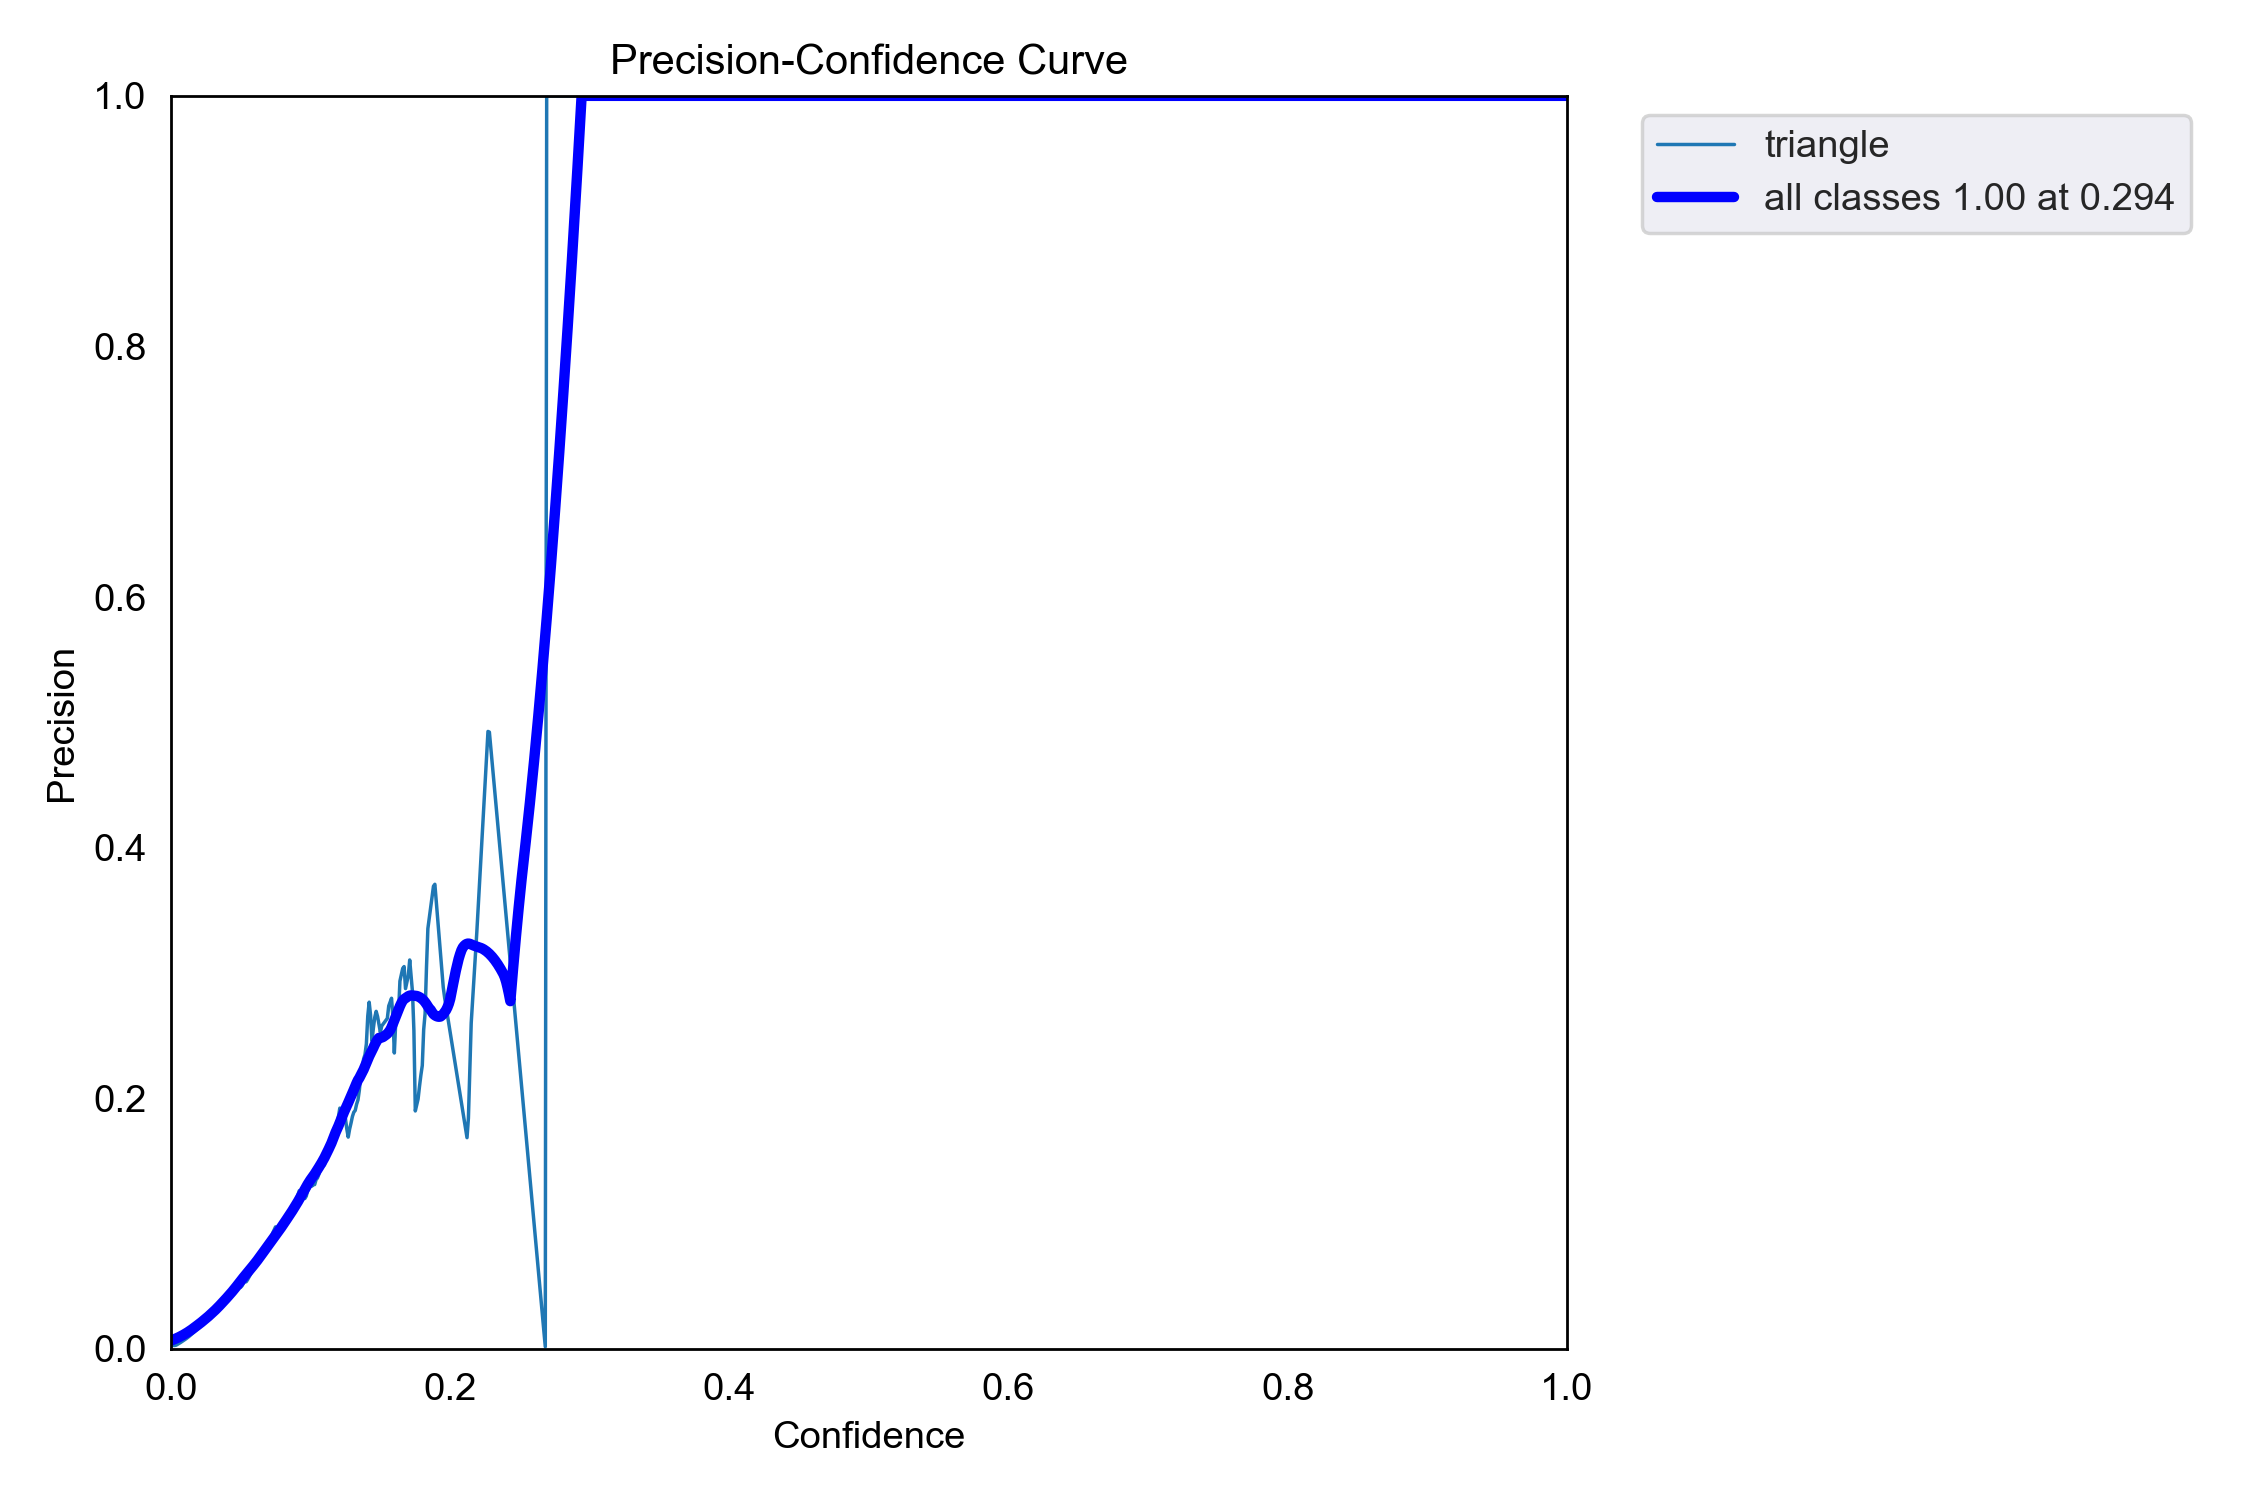 Precision-Confidence Curve
1.0
0.8
0.6
0.4
0.2
0.0
Precision
0.0 0.2 0.4 0.6 0.8 1.0
Confidence
triangle
all classes 1.00 at 0.294